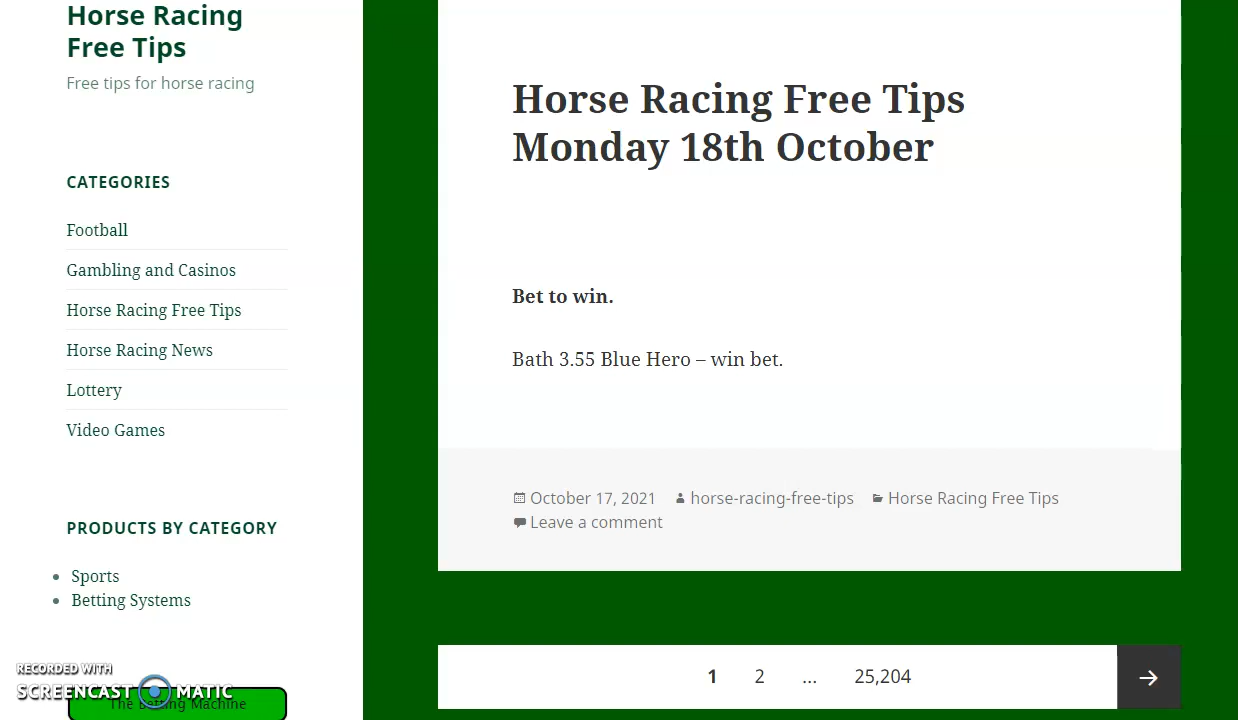 Horse Racing
Free Tips
Free tips for horse racing
CATEGORIES
Football
Gambling and Casinos
Horse Racing Free Tips
Horse Racing News
Lottery
Video Games
PRODUCTS BY CATEGORY
Sports
Betting Systems
The Betting Machine
RECORDED WITH
SCREENCAST MATIC
Horse Racing Free Tips
Monday 18th October
Bet to win.
Bath 3.55 Blue Hero – win bet.
October 17, 2021 horse-racing-free-tips Horse Racing Free Tips
Leave a comment
1 2 ... 25,204 →